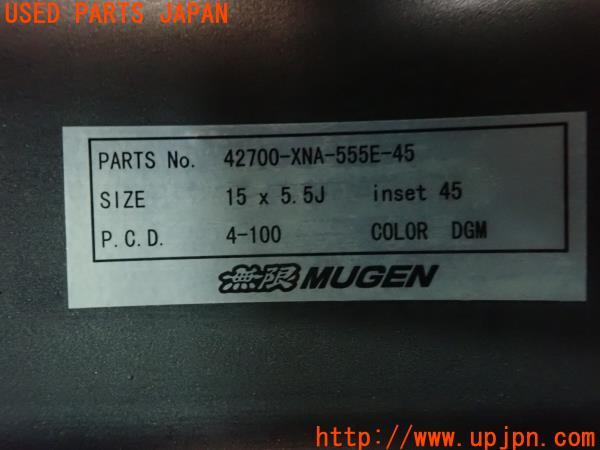 USED PARTS JAPAN
PARTS No. 42700-XNA-555E-45
SIZE 15 x 5.5J inset 45
P.C.D. 4-100 COLOR DGM
無限 MUGEN
http://www.upjpn.com/